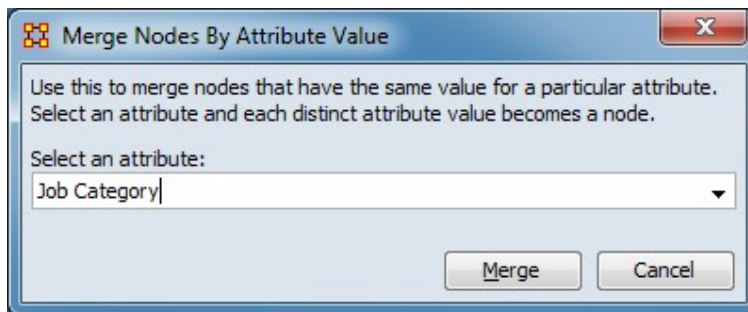 Merge Nodes By Attribute Value
Use this to merge nodes that have the same value for a particular attribute.
Select an attribute and each distinct attribute value becomes a node.
Select an attribute:
Job Category
Merge
Cancel